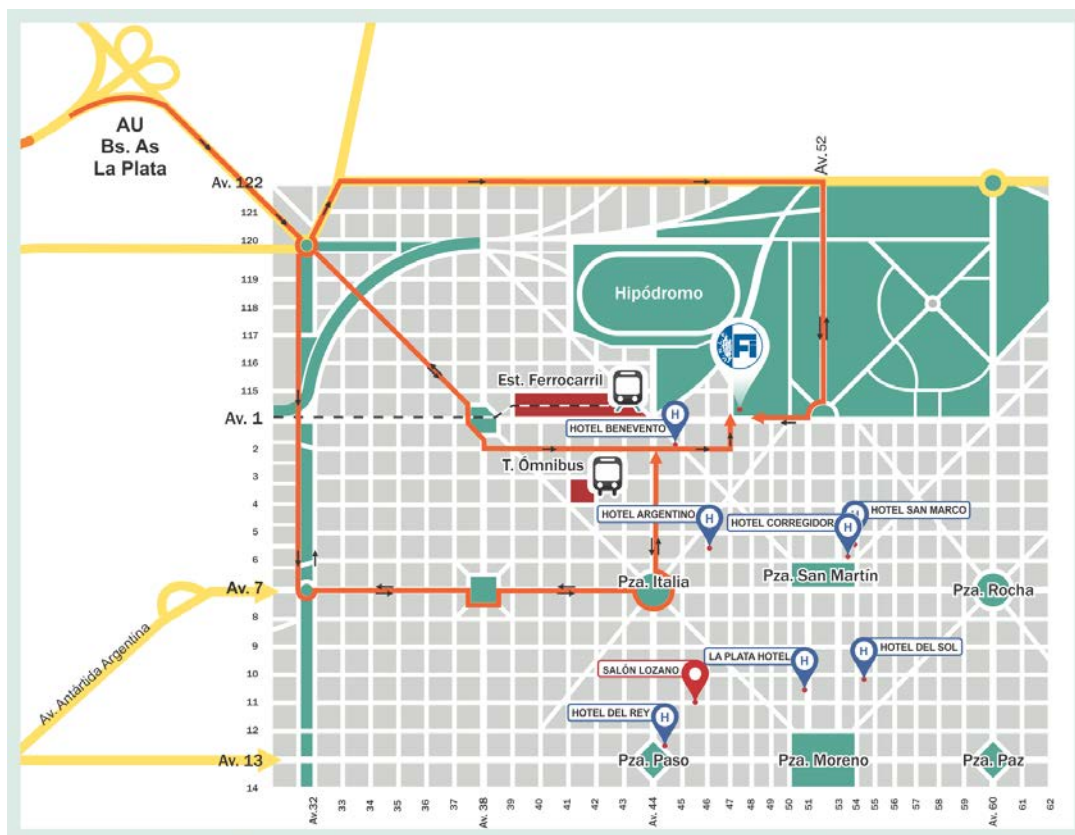 AU
Bs. As
La Plata
Av. 52
Av. 122
121
120
119
118
117
116
115
Av. 1
2
3
4
5
6
Av. 7
8
9
10
11
12
Av. 13
14
Hipódromo
FI
Est. Ferrocarril
H
HOTEL BENEVENTO
T. Ómnibus
HOTEL ARGENTINO
H
HOTEL SAN MARCO
H
HOTEL CORREGIDOR
H
Pza. Italia
Pza. San Martín
Pza. Rocha
Av. Antártida Argentina
HOTEL DEL SOL
H
LA PLATA HOTEL
H
SALÓN LOZANO
HOTEL DEL REY
H
Pza. Paso
Pza. Moreno
Pza. Paz
Av.32
33
34
35
36
37
Av. 38
39
40
41
42
43
Av. 44
45
46
47
48
49
50
51
53
54
55
56
57
58
59
Av. 60
61
62